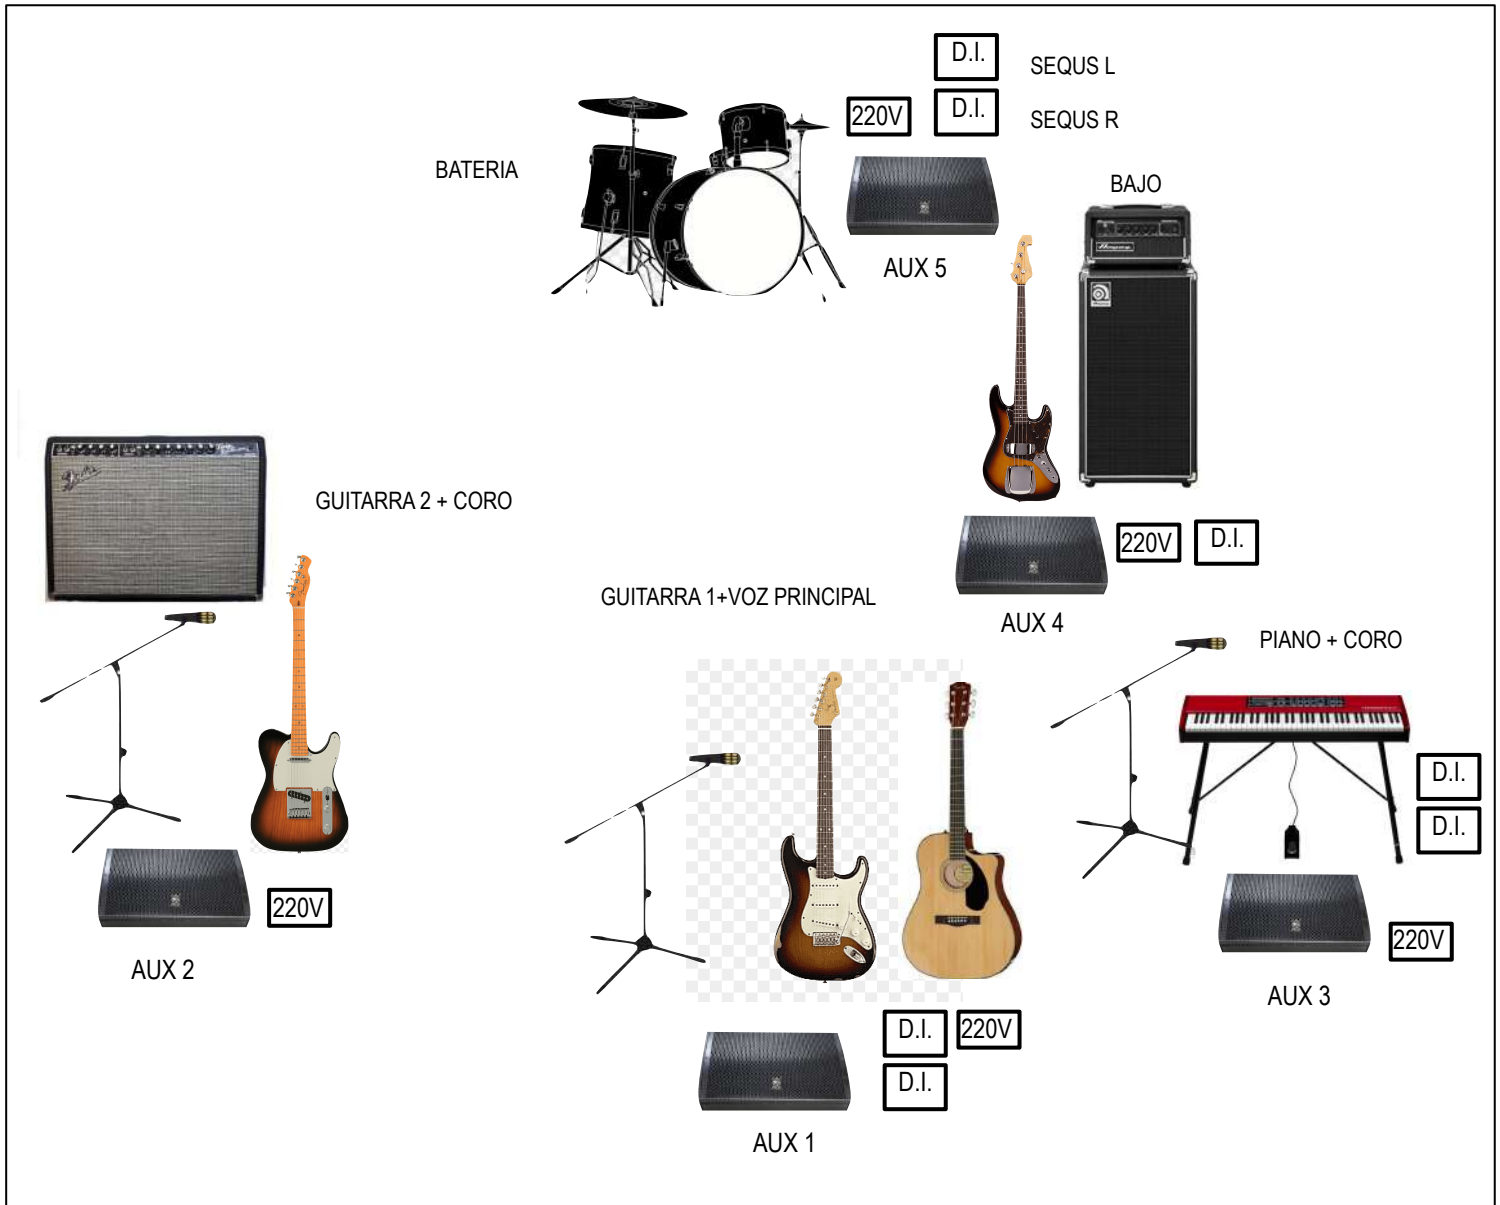 D.I.
SEQUS L
220V
D.I.
SEQUS R
BATERIA
BAJO
AUX 5
Ampeg
GUITARRA 2 + CORO
220V
D.I.
GUITARRA 1+VOZ PRINCIPAL
AUX 4
PIANO + CORO
D.I.
D.I.
220V
220V
AUX 2
AUX 3
D.I.
220V
D.I.
AUX 1